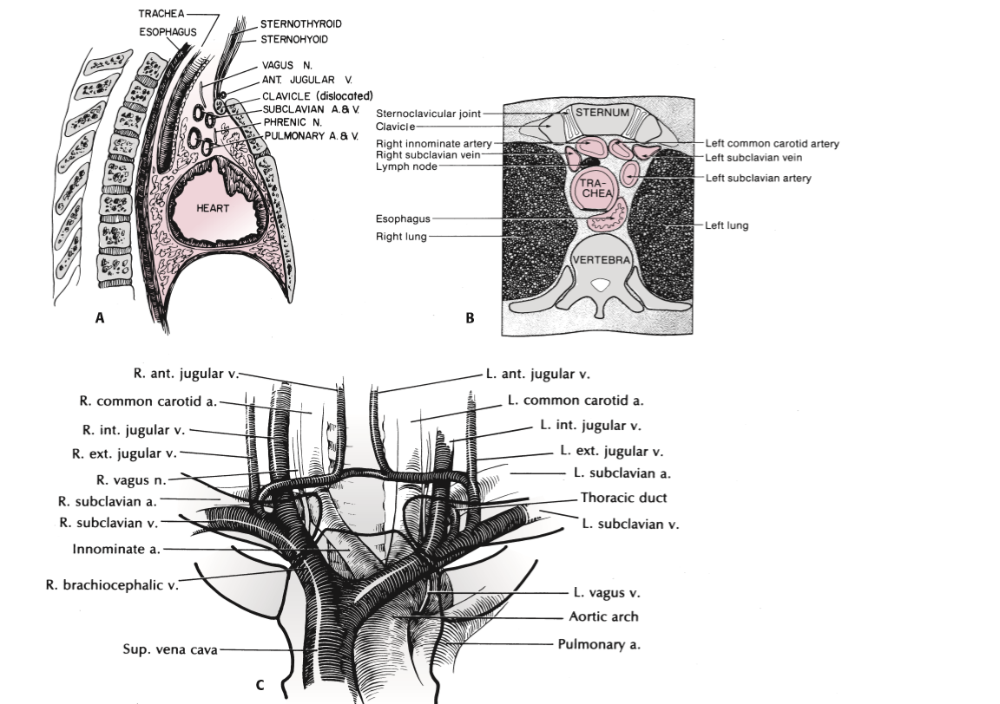 TRACHEA
ESOPHAGUS
STERNOTHYROID
STERNOHYOID
VAGUS N.
ANT. JUGULAR V.
CLAVICLE (dislocated)
SUBCLAVIAN A. & V.
PHRENIC N.
PULMONARY A. & V.
HEART
A
Sternoclavicular joint
Clavicle
Right innominate artery
Right subclavian vein
Lymph node
Esophagus
Right lung
STERNUM
TRA-
CHEA
VERTEBRA
Left common carotid artery
Left subclavian vein
Left subclavian artery
Left lung
B
R. ant. jugular v.
R. common carotid a.
R. int. jugular v.
R. ext. jugular v.
R. vagus n.
R. subclavian a.
R. subclavian v.
Innominate a.
R. brachiocephalic v.
Sup. vena cava
L. ant. jugular v.
L. common carotid a.
L. int. jugular v.
L. ext. jugular v.
L. subclavian a.
Thoracic duct
L. subclavian v.
L. vagus v.
Aortic arch
Pulmonary a.
C